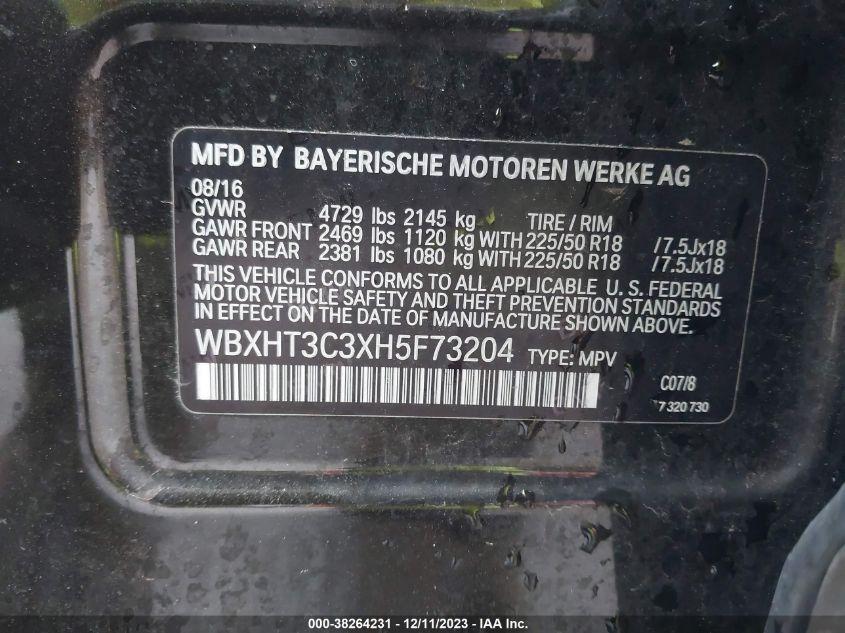 MFD BY BAYERISCHE MOTOREN WERKE AG
08/16
GVWR 4729 lbs 2145 kg TIRE / RIM
GAWR FRONT 2469 lbs 1120 kg WITH 225/50 R18 /7.5Jx18
GAWR REAR 2381 lbs 1080 kg WITH 225/50 R18 /7.5Jx18
THIS VEHICLE CONFORMS TO ALL APPLICABLE U. S. FEDERAL
MOTOR VEHICLE SAFETY AND THEFT PREVENTION STANDARDS
IN EFFECT ON THE DATE OF MANUFACTURE SHOWN ABOVE.
WBXHT3C3XH5F73204 TYPE: MPV
C07/8
7 320 730
000-38264231 - 12/11/2023 - IAA Inc.